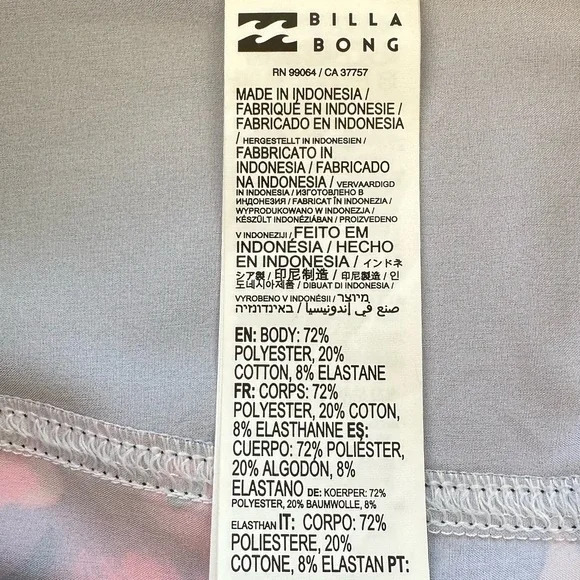 BILLA
BONG
RN 99064 / CA 37757
MADE IN INDONESIA /
FABRIQUÉ EN INDONESIE /
FABRICADO EN INDONESIA
/ HERGESTELLT IN INDONESIEN /
FABBRICATO IN
INDONESIA / FABRICADO
NA INDONESIA / VERVAARDIGD
IN INDONESIA / ИЗГОТОВЛЕНО В
ИНДОНЕЗИЯ / FABRICAT ÎN INDONEZIA /
WYPRODUKOWANO W INDONEZJA /
KÉSZÜLT INDONÉZIÁBAN / PROIZVEDENO
V INDONEZIJI / FEITO EM
INDONÉSIA / HECHO
EN INDONESIA / インドネ
シア製 / 印尼制造 / 印尼製造 / 인
도네시아제품 / DIBUAT DI INDONESIA /
VYROBENO V INDONÉSII / מיוצר
באינדונזיה / صنع في إندونيسيا
EN: BODY: 72%
POLYESTER, 20%
COTTON, 8% ELASTANE
FR: CORPS: 72%
POLYESTER, 20% COTON,
8% ELASTHANNE ES:
CUERPO: 72% POLIÉSTER,
20% ALGODÓN, 8%
ELASTANO DE: KOERPER: 72%
POLYESTER, 20% BAUMWOLLE, 8%
ELASTHAN IT: CORPO: 72%
POLIESTERE, 20%
COTONE, 8% ELASTAN PT: